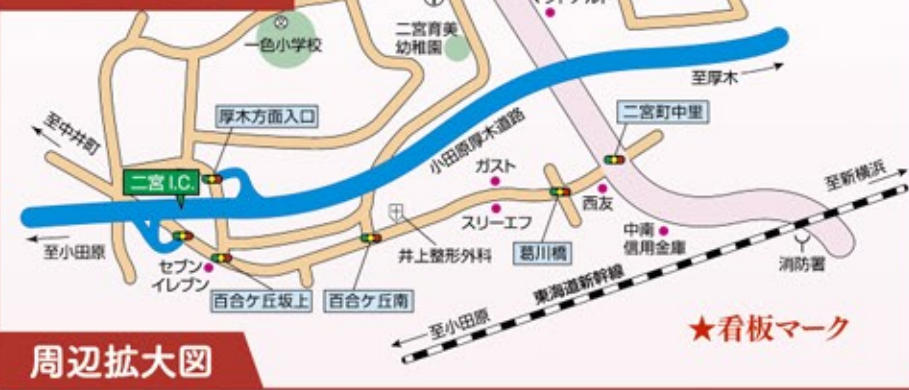 一色小学校
二宮育美
幼稚園
至厚木
厚木方面入口
二宮町中里
至中井町
小田原厚木道路
ガスト
二宮 I.C.
至新横浜
西友
スリーエフ
至小田原
井上整形外科
葛川橋
中南
信用金庫
消防署
セブン
イレブン
百合ケ丘坂上
百合ケ丘南
東海道新幹線
至小田原
★看板マーク
周辺拡大図